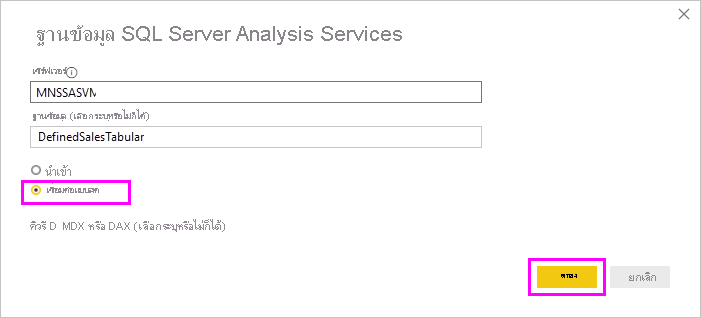 ฐานข้อมูล SQL Server Analysis Services
เซิร์ฟเวอร์
MNSSASVM
ฐานข้อมูล (เลือกระบุหรือไม่ก็ได้)
DefinedSalesTabular
นำเข้า
เชื่อมต่อแบบสด
คิวรี D MDX หรือ DAX (เลือกระบุหรือไม่ก็ได้)
ตกลง
ยกเลิก